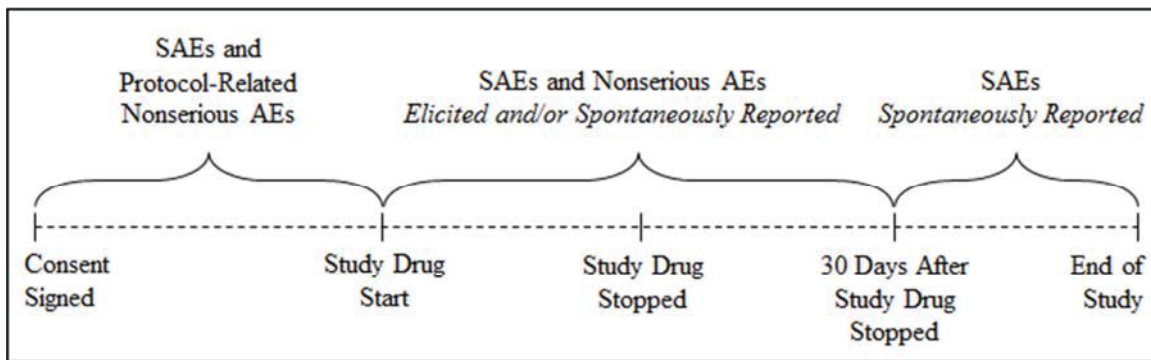 SAEs and
Protocol-Related
Nonserious AEs
SAEs and Nonserious AEs
Elicited and/or Spontaneously Reported
SAEs
Spontaneously Reported
Consent
Signed
Study Drug
Start
Study Drug
Stopped
30 Days After
Study Drug
Stopped
End of
Study